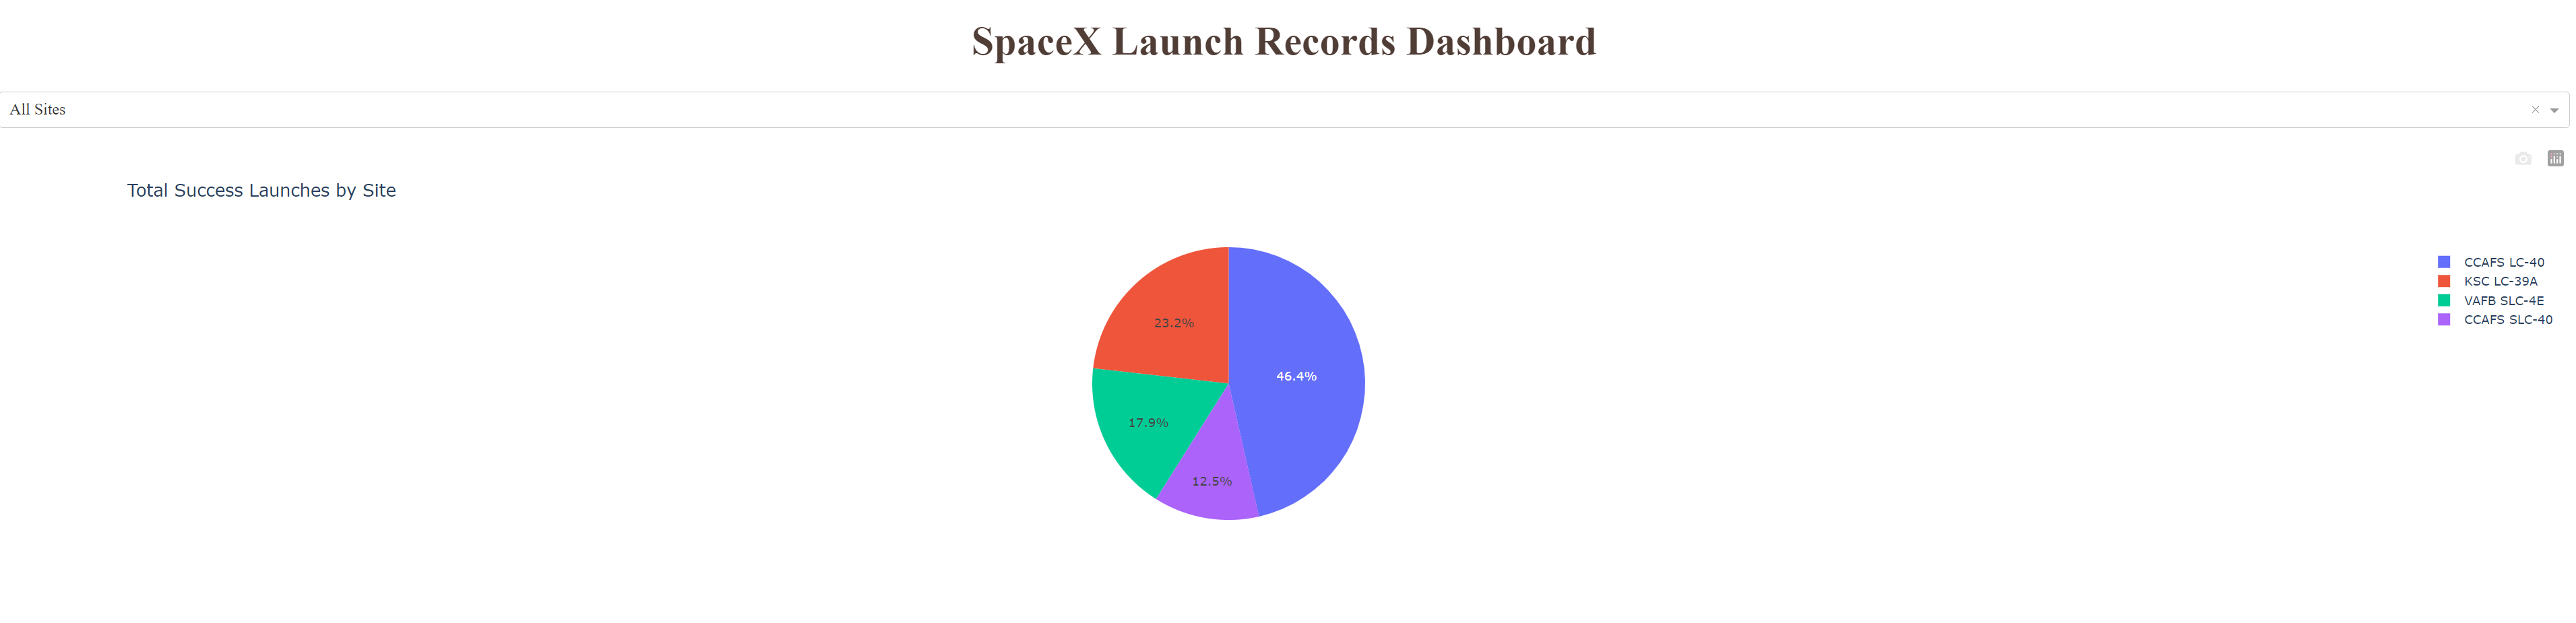 SpaceX Launch Records Dashboard
All Sites
Total Success Launches by Site
CCAFS LC-40
KSC LC-39A
VAFB SLC-4E
CCAFS SLC-40
23.2%
46.4%
17.9%
12.5%